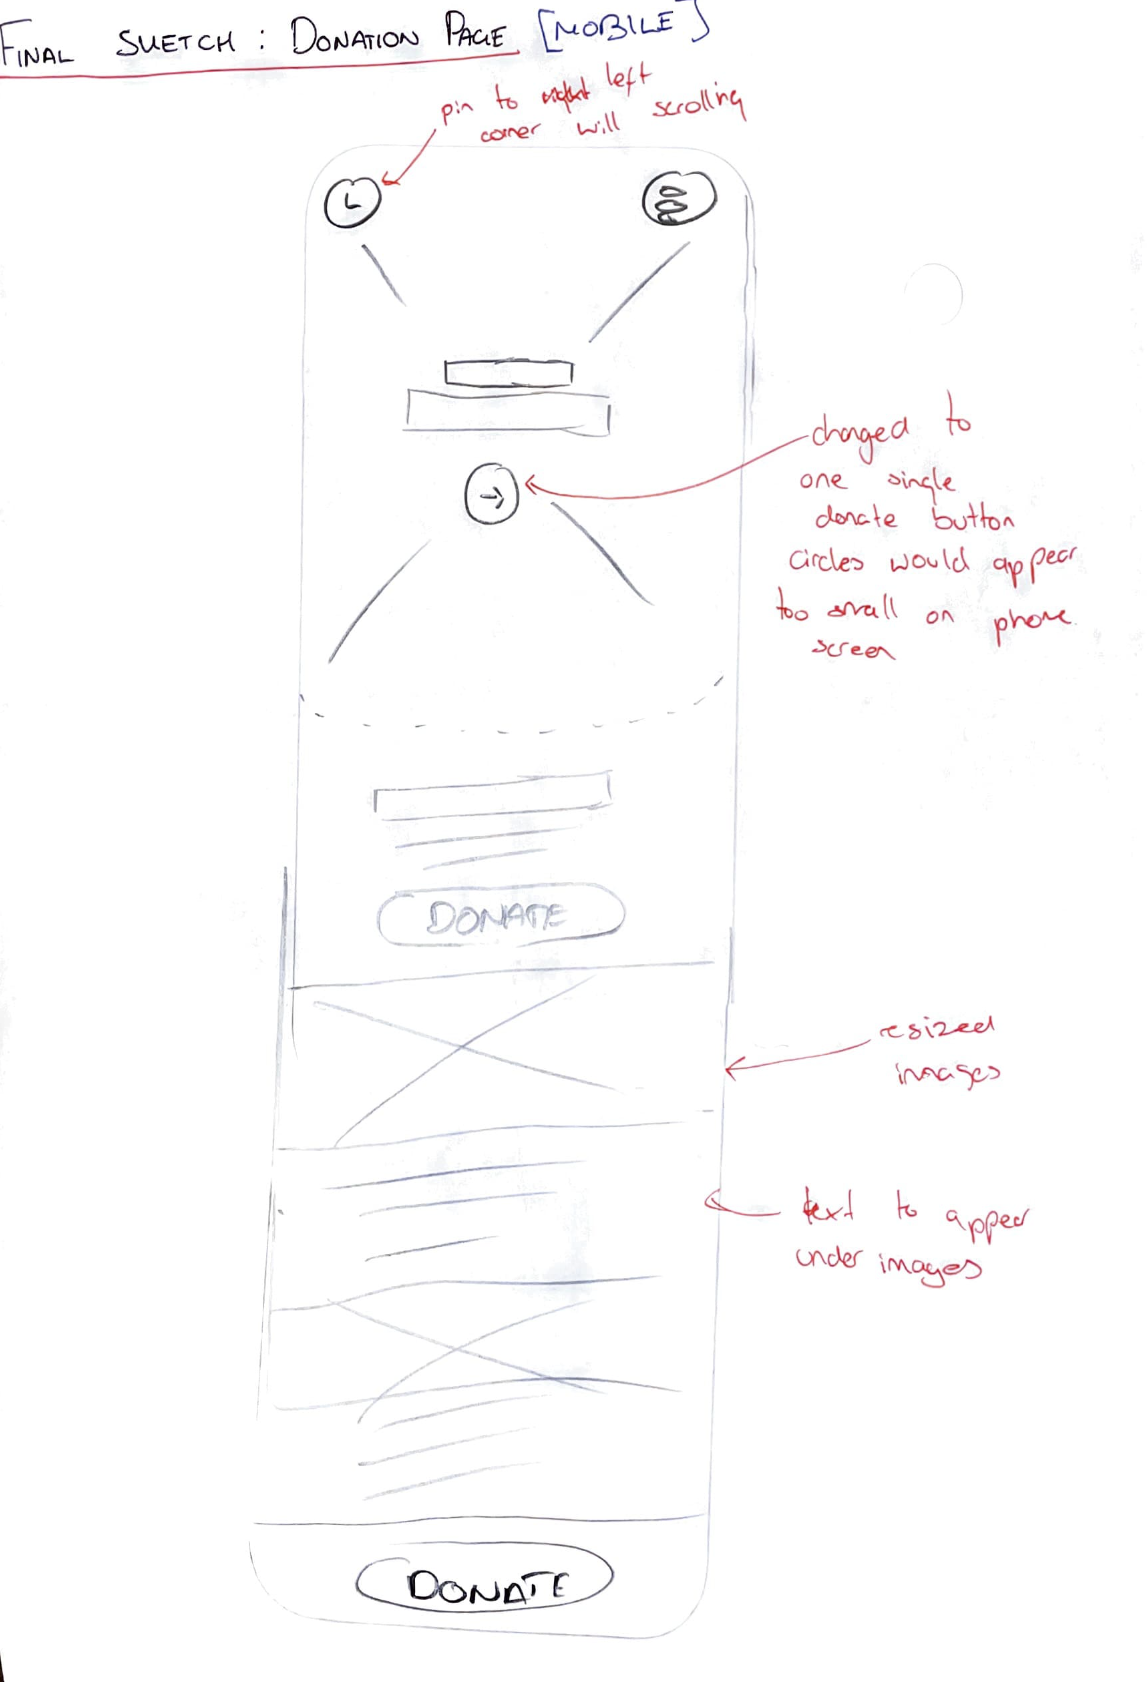 FINAL SKETCH : DONATION PAGE [MOBILE]
pin to right left
corner will scrolling
L
changed to
one single
donate button
circles would appear
too small on phone
screen
DONATE
resized
images
text to appear
under images
DONATE